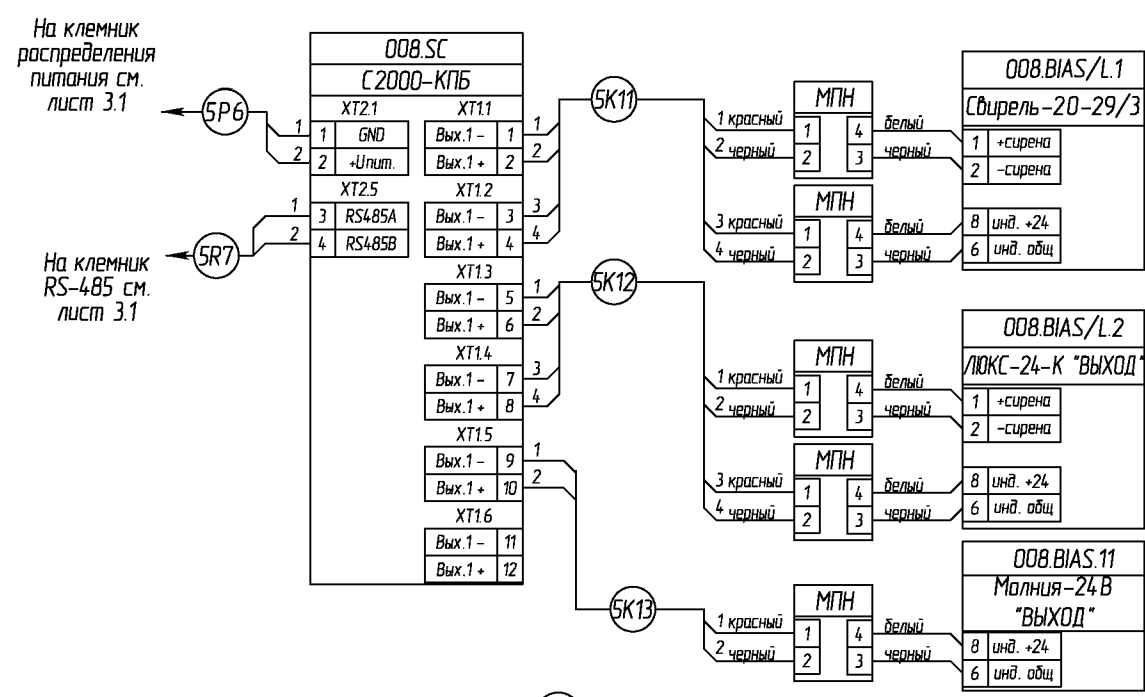 На клемник
распределения
питания см.
лист 3.1
5P6
1
2
На клемник
RS-485 см.
лист 3.1
5R7
1
2
008.SC
С2000-КПБ
XT2.1
1 GND
2 +Uпит.
XT2.5
3 RS485A
4 RS485B
XT1.1
Вых.1 - 1 1
Вых.1 + 2 2
XT1.2
Вых.1 - 3 3
Вых.1 + 4 4
XT1.3
Вых.1 - 5 1
Вых.1 + 6 2
XT1.4
Вых.1 - 7 3
Вых.1 + 8 4
XT1.5
Вых.1 - 9 1
Вых.1 + 10 2
XT1.6
Вых.1 - 11
Вых.1 + 12
5K11
1 красный
2 черный
МПН
1 4
2 3
белый
черный
3 красный
4 черный
МПН
1 4
2 3
белый
черный
008.BIAS/L.1
Свирель-20-29/3
1 +сирена
2 -сирена
8 инд. +24
6 инд. общ
5K12
1 красный
2 черный
МПН
1 4
2 3
белый
черный
3 красный
4 черный
МПН
1 4
2 3
белый
черный
008.BIAS/L.2
ЛЮКС-24-К "ВЫХОД"
1 +сирена
2 -сирена
8 инд. +24
6 инд. общ
5K13
1 красный
2 черный
МПН
1 4
2 3
белый
черный
008.BIAS.11
Молния-24В
"ВЫХОД"
8 инд. +24
6 инд. общ